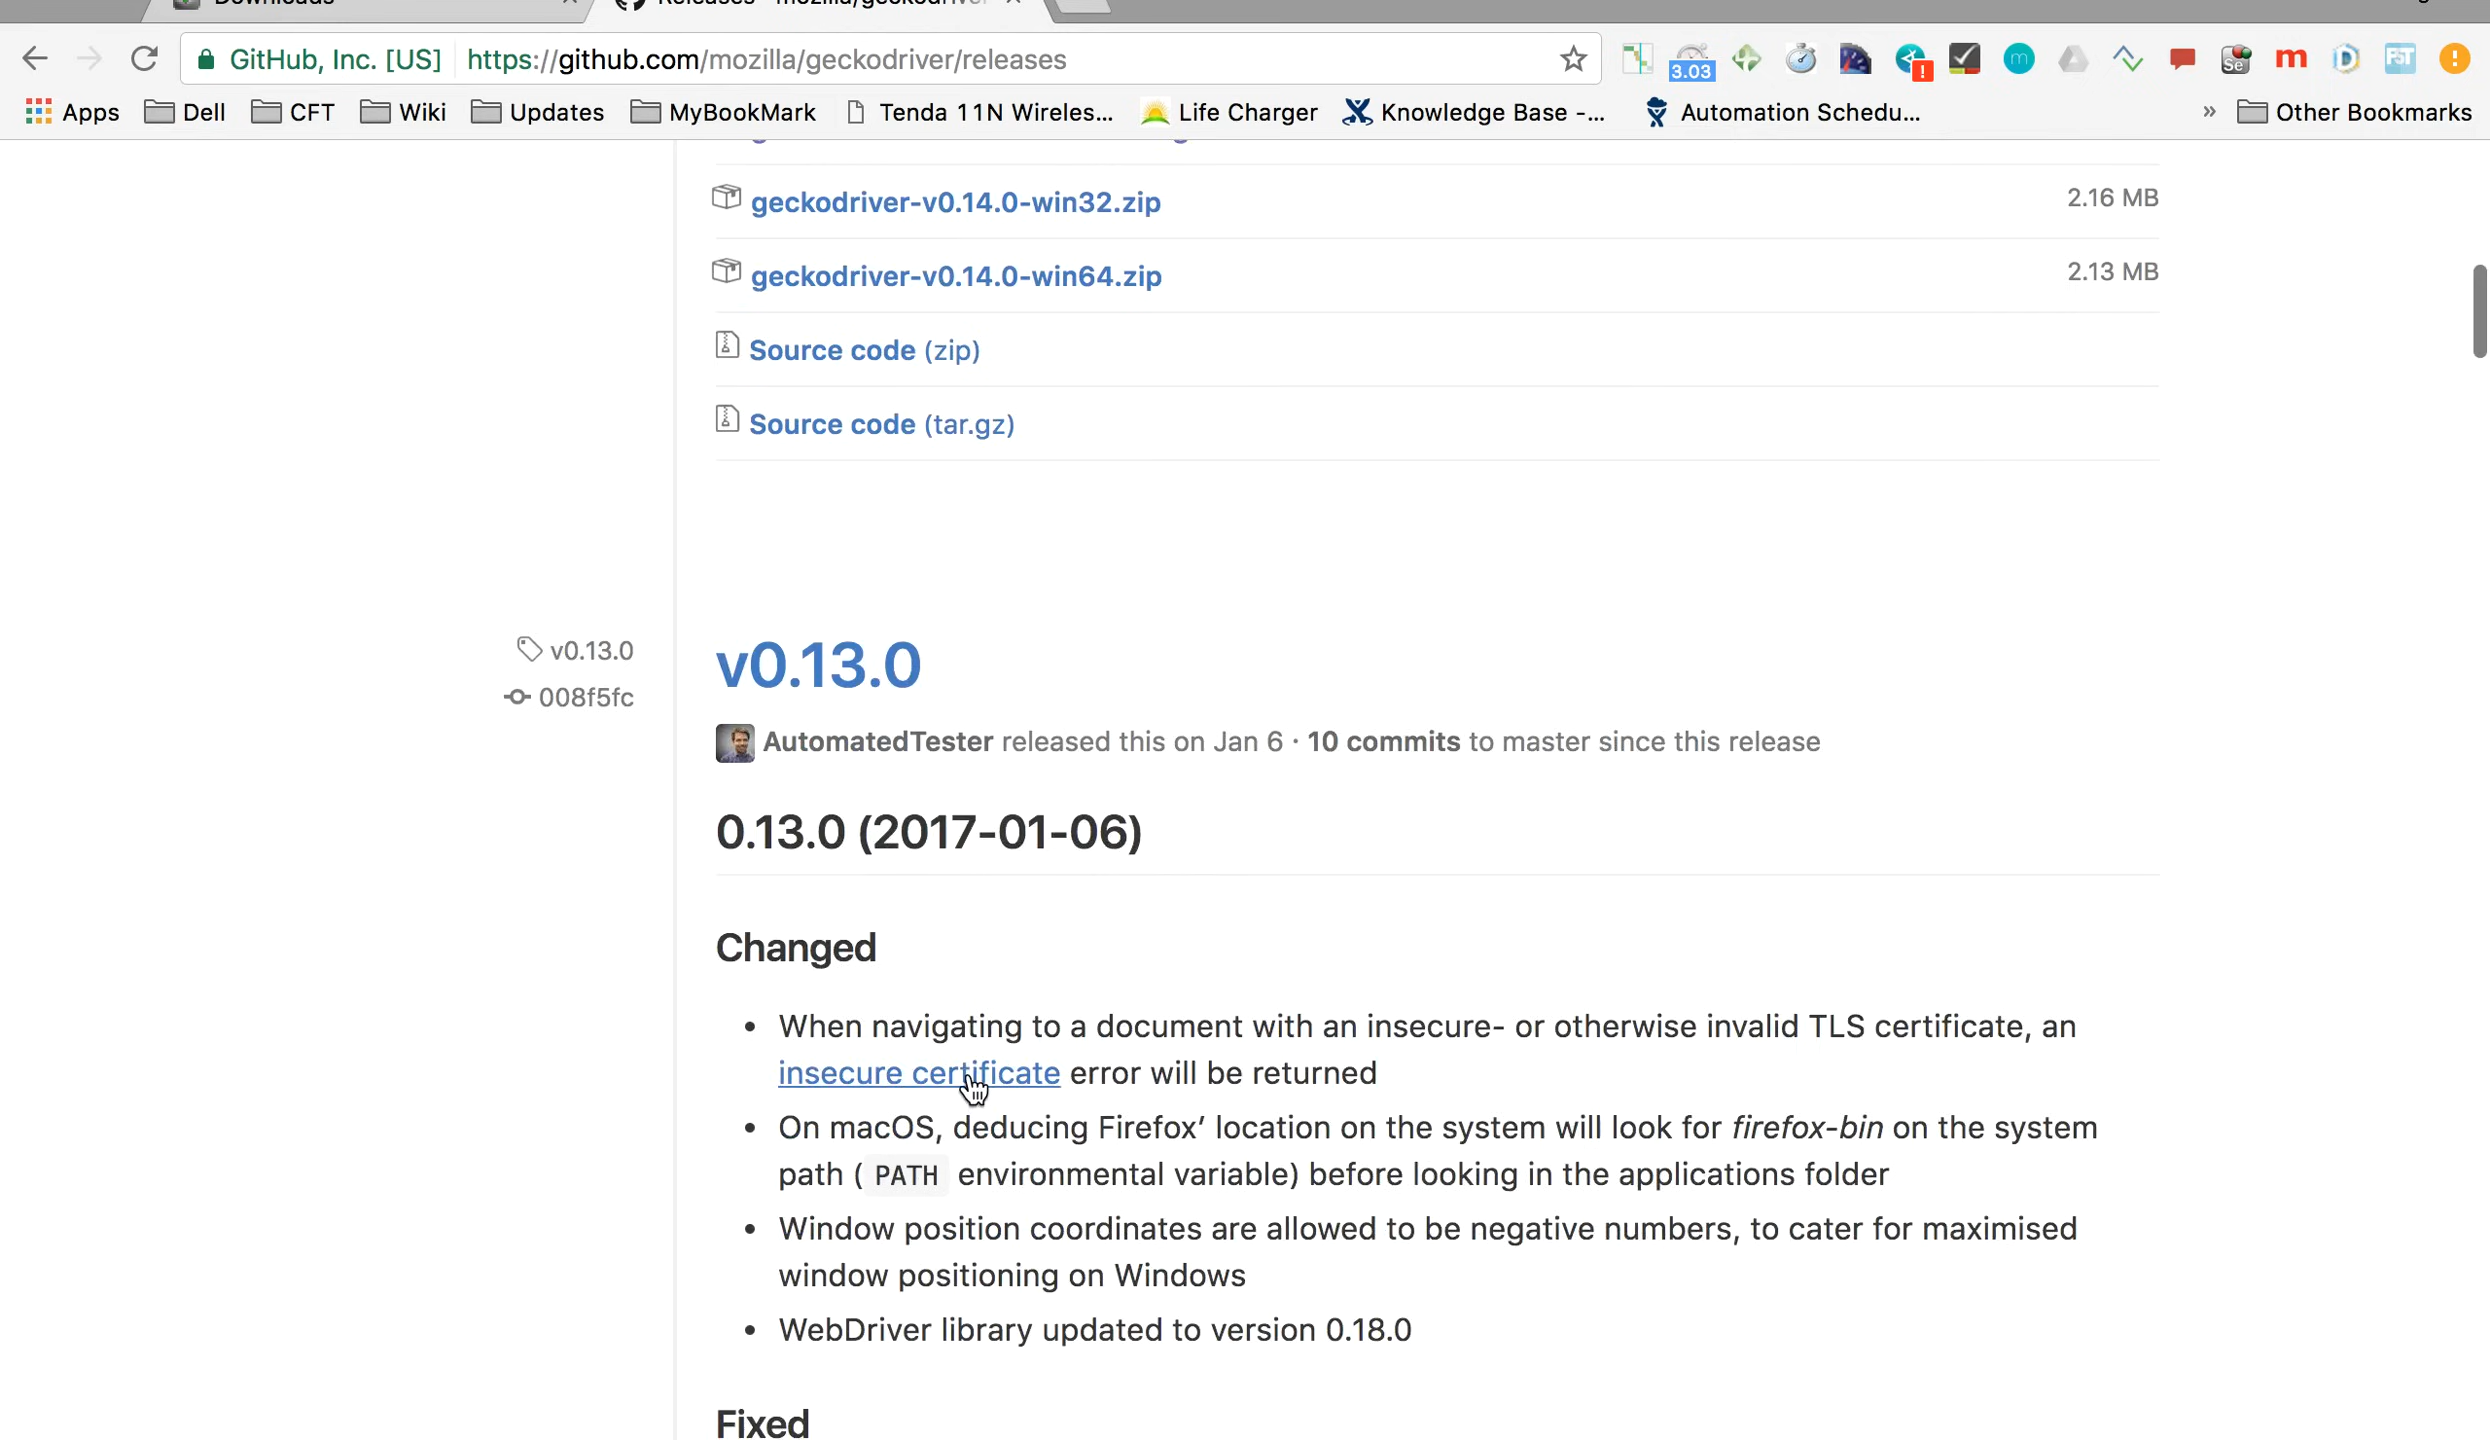 Downloads
Releases · mozilla/geckodriver
GitHub, Inc. [US] https://github.com/mozilla/geckodriver/releases
3.03
Se
m
m
D
FST
Apps Dell CFT Wiki Updates MyBookMark Tenda 11N Wireles... Life Charger Knowledge Base -... Automation Schedu... » Other Bookmarks
geckodriver-v0.14.0-win32.zip 2.16 MB
geckodriver-v0.14.0-win64.zip 2.13 MB
Source code (zip)
Source code (tar.gz)
v0.13.0
008f5fc
v0.13.0
AutomatedTester released this on Jan 6 · 10 commits to master since this release
0.13.0 (2017-01-06)
Changed
• When navigating to a document with an insecure- or otherwise invalid TLS certificate, an
insecure certificate error will be returned
• On macOS, deducing Firefox’ location on the system will look for firefox-bin on the system
path ( PATH environmental variable) before looking in the applications folder
• Window position coordinates are allowed to be negative numbers, to cater for maximised
window positioning on Windows
• WebDriver library updated to version 0.18.0
Fixed